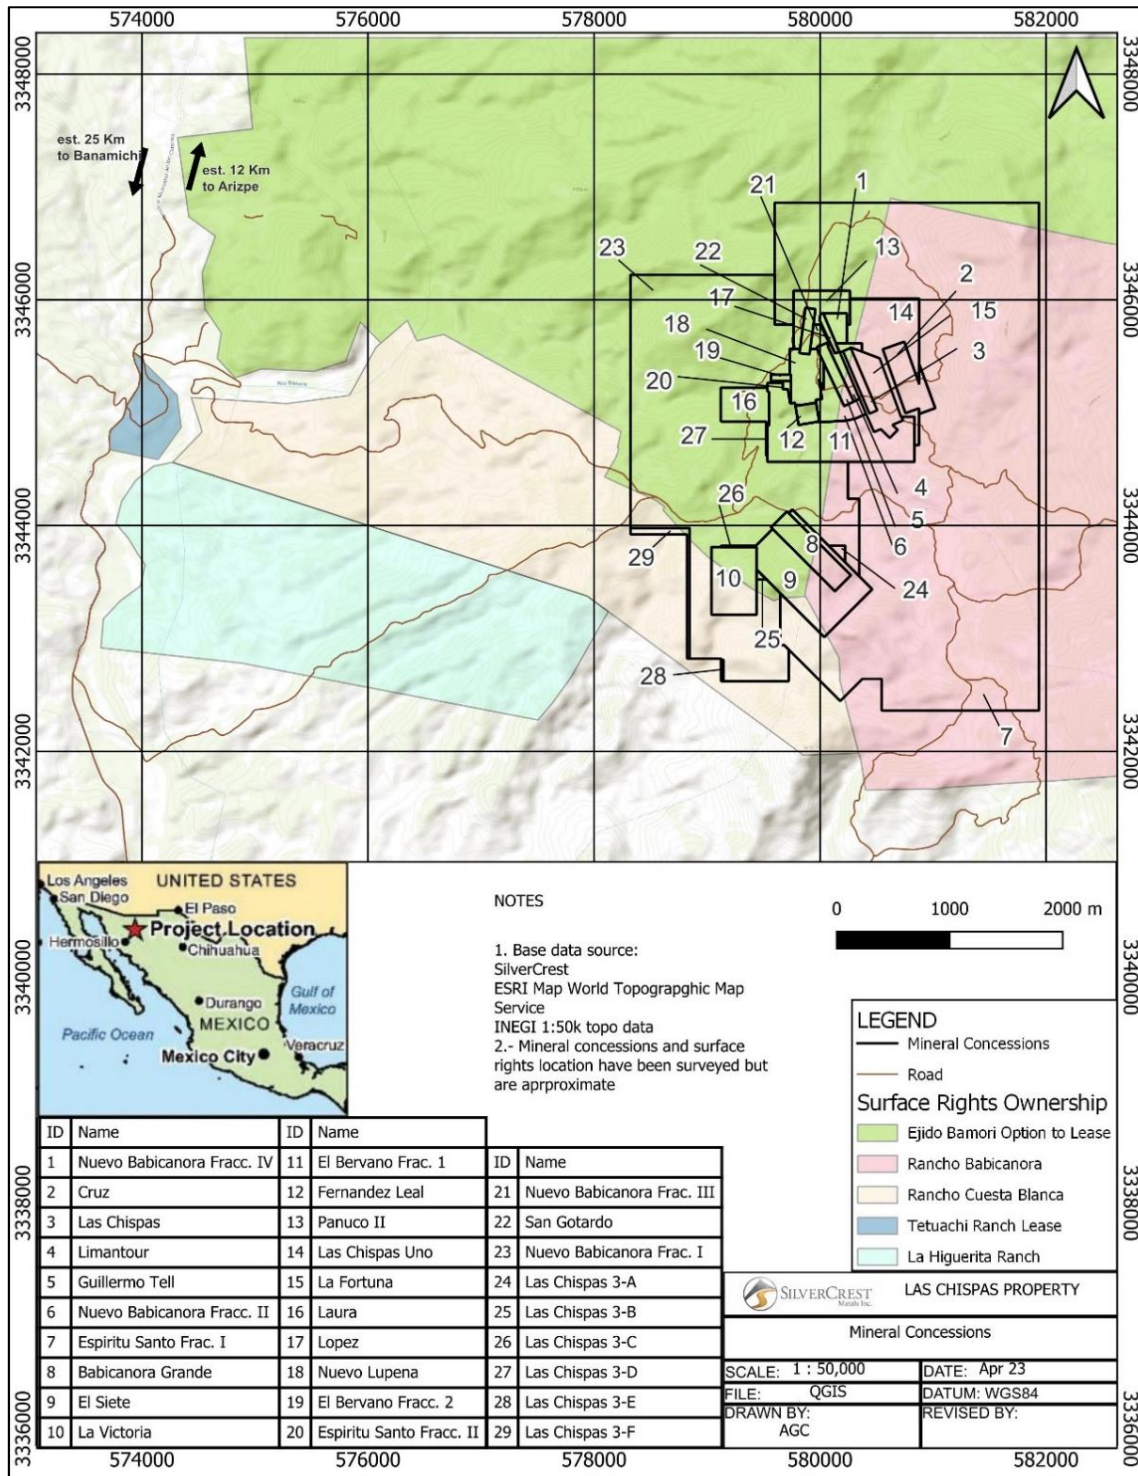 574000 576000 578000 580000 582000
3348000
3348000
est. 25 Km
to Banamichi
est. 12 Km
to Arizpe
21
1
22
13
23
2
17
14
15
3346000
3346000
18
3
19
20
16
12
11
27
4
26
5
3344000
3344000
6
29
8
10
9
24
25
28
7
3342000
3342000
Los Angeles
San Diego
UNITED STATES
El Paso
Project Location
Hermosillo
Chihuahua
Durango
Gulf of
Mexico
MEXICO
Pacific Ocean
Mexico City
Veracruz
NOTES
1. Base data source:
SilverCrest
ESRI Map World Topograpghic Map
Service
INEGI 1:50k topo data
2.- Mineral concessions and surface
rights location have been surveyed but
are aprproximate
0 1000 2000 m
3340000
3340000
LEGEND
Mineral Concessions
Road
Surface Rights Ownership
Ejido Bamori Option to Lease
Rancho Babicanora
Rancho Cuesta Blanca
Tetuachi Ranch Lease
La Higuerita Ranch
ID Name ID Name
1 Nuevo Babicanora Fracc. IV 11 El Bervano Frac. 1 ID Name
2 Cruz 12 Fernandez Leal 21 Nuevo Babicanora Frac. III
3 Las Chispas 13 Panuco II 22 San Gotardo
4 Limantour 14 Las Chispas Uno 23 Nuevo Babicanora Frac. I
5 Guillermo Tell 15 La Fortuna 24 Las Chispas 3-A
6 Nuevo Babicanora Fracc. II 16 Laura 25 Las Chispas 3-B
7 Espiritu Santo Frac. I 17 Lopez 26 Las Chispas 3-C
8 Babicanora Grande 18 Nuevo Lupena 27 Las Chispas 3-D
9 El Siete 19 El Bervano Fracc. 2 28 Las Chispas 3-E
10 La Victoria 20 Espiritu Santo Fracc. II 29 Las Chispas 3-F
3338000
3338000
SILVERCREST
Metals Inc.
LAS CHISPAS PROPERTY
Mineral Concessions
SCALE: 1 : 50,000 DATE: Apr 23
FILE: QGIS DATUM: WGS84
DRAWN BY: REVISED BY:
AGC
3336000
3336000
574000 576000 578000 580000 582000